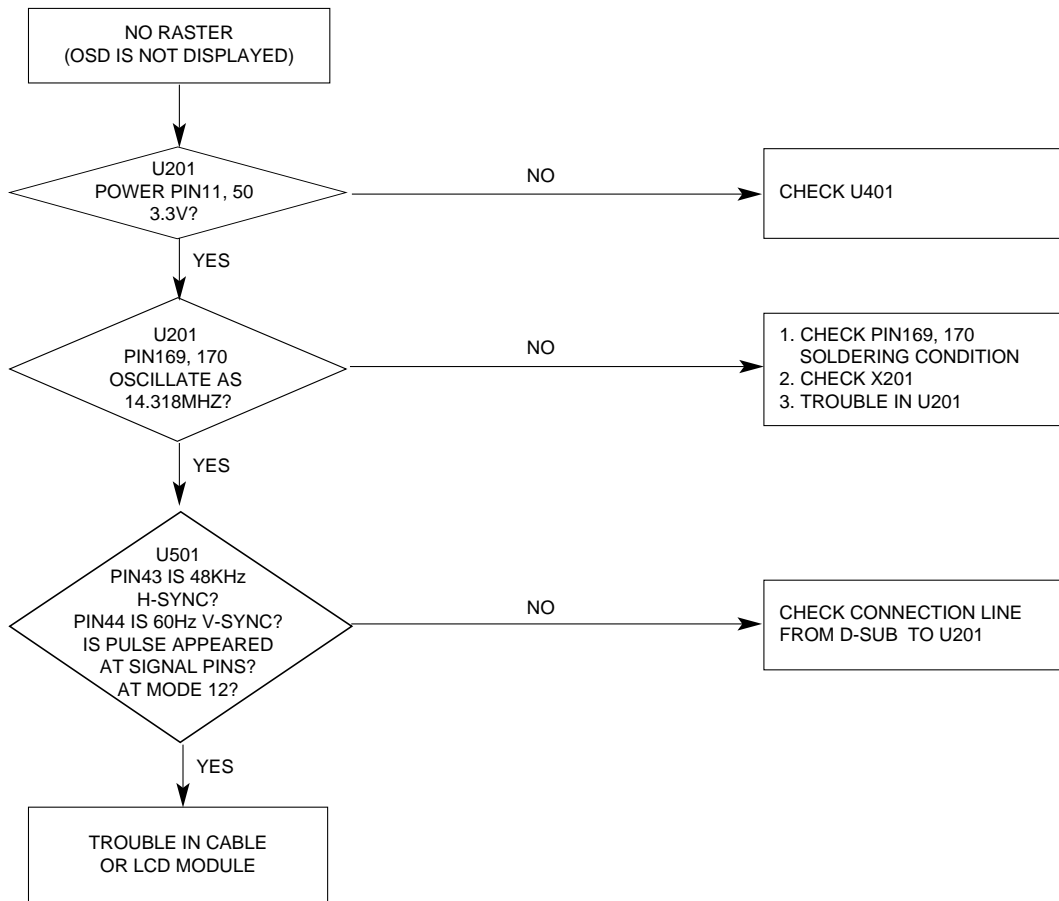 NO RASTER
(OSD IS NOT DISPLAYED)
U201
POWER PIN11, 50
3.3V?
NO
CHECK U401
YES
U201
PIN169, 170
OSCILLATE AS
14.318MHZ?
NO
1. CHECK PIN169, 170
SOLDERING CONDITION
2. CHECK X201
3. TROUBLE IN U201
YES
U501
PIN43 IS 48KHz
H-SYNC?
PIN44 IS 60Hz V-SYNC?
IS PULSE APPEARED
AT SIGNAL PINS?
AT MODE 12?
NO
CHECK CONNECTION LINE
FROM D-SUB TO U201
YES
TROUBLE IN CABLE
OR LCD MODULE